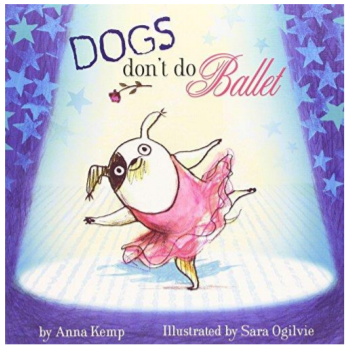 DOGS
don't do
Ballet
by Anna Kemp Illustrated by Sara Ogilvie